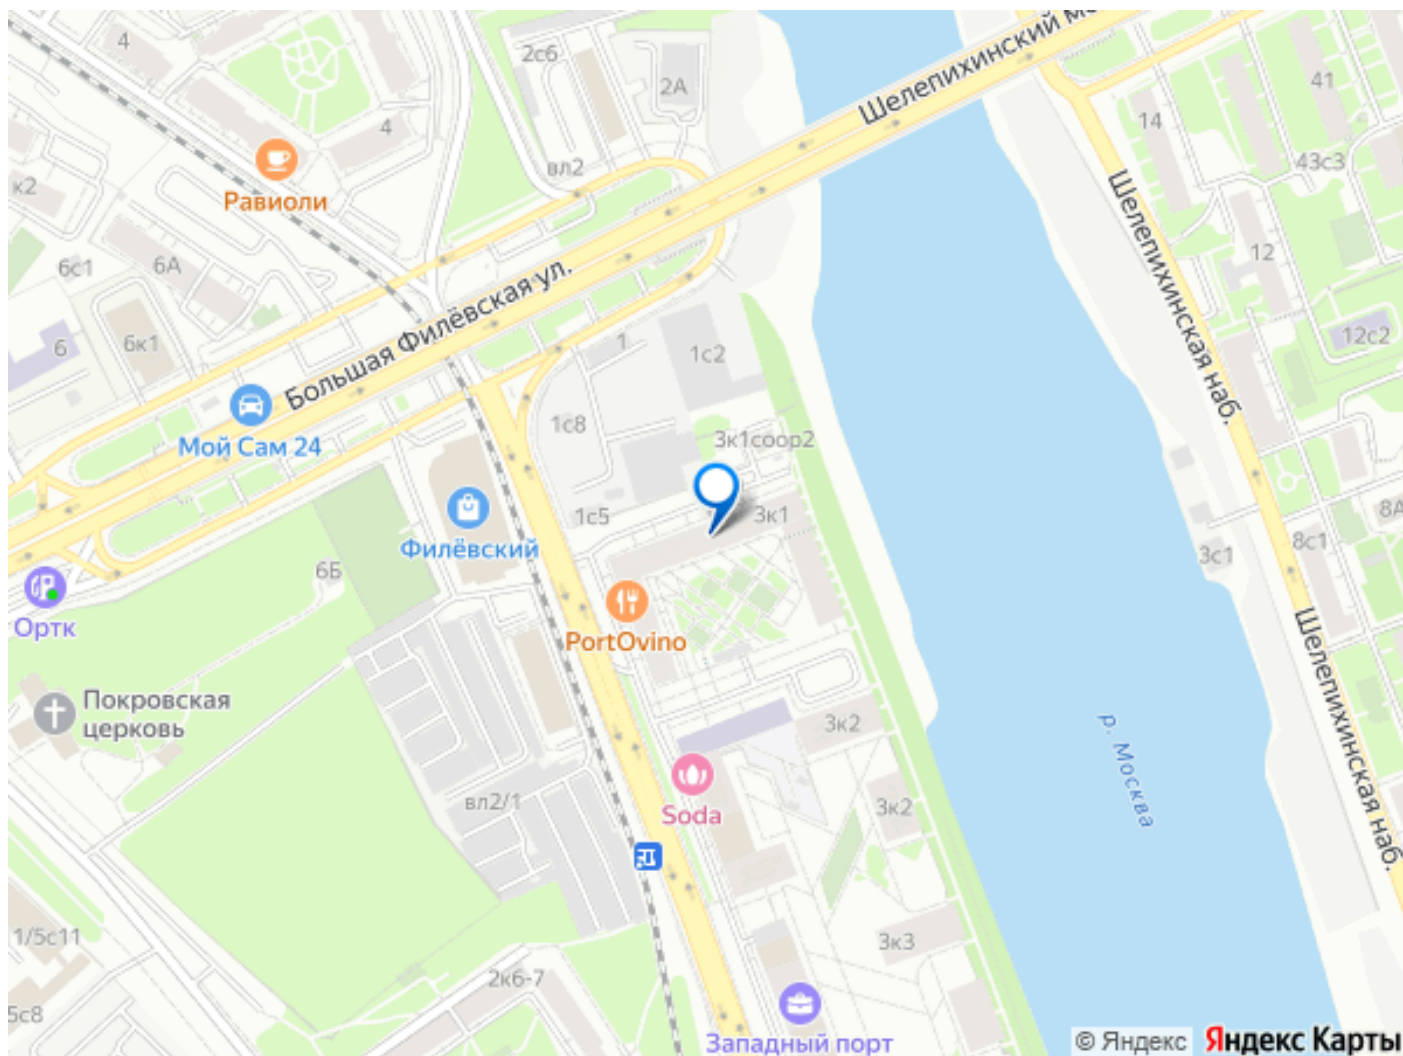 4
2с6
2А
Шелепихинский мо
41
14
4
вл2
43с3
к2
Равиоли
Шелепихинская наб.
12
6с1
6А
Большая Филёвская ул.
12с2
6
6к1
1
1с2
Мой Сам 24
1с8
3к1соор2
1с5
3к1
8А
Филёвский
8с1
3с1
6Б
Ортк
PortOvino
Шелепихинская наб.
Покровская
церковь
3к2
р. Москва
вл2/1
Soda
3к2
1/5с11
3к3
2к6-7
5с8
Западный порт
© Яндекс Яндекс Карты